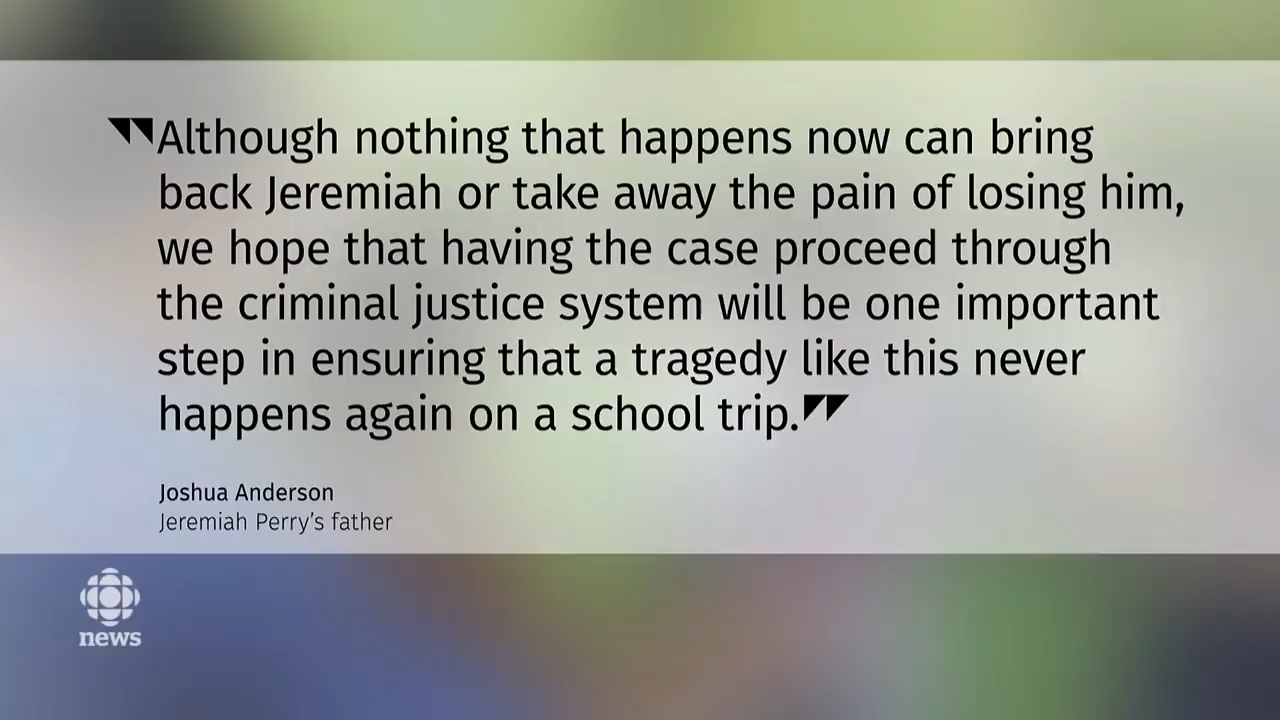 "Although nothing that happens now can bring
back Jeremiah or take away the pain of losing him,
we hope that having the case proceed through
the criminal justice system will be one important
step in ensuring that a tragedy like this never
happens again on a school trip."
Joshua Anderson
Jeremiah Perry's father
news